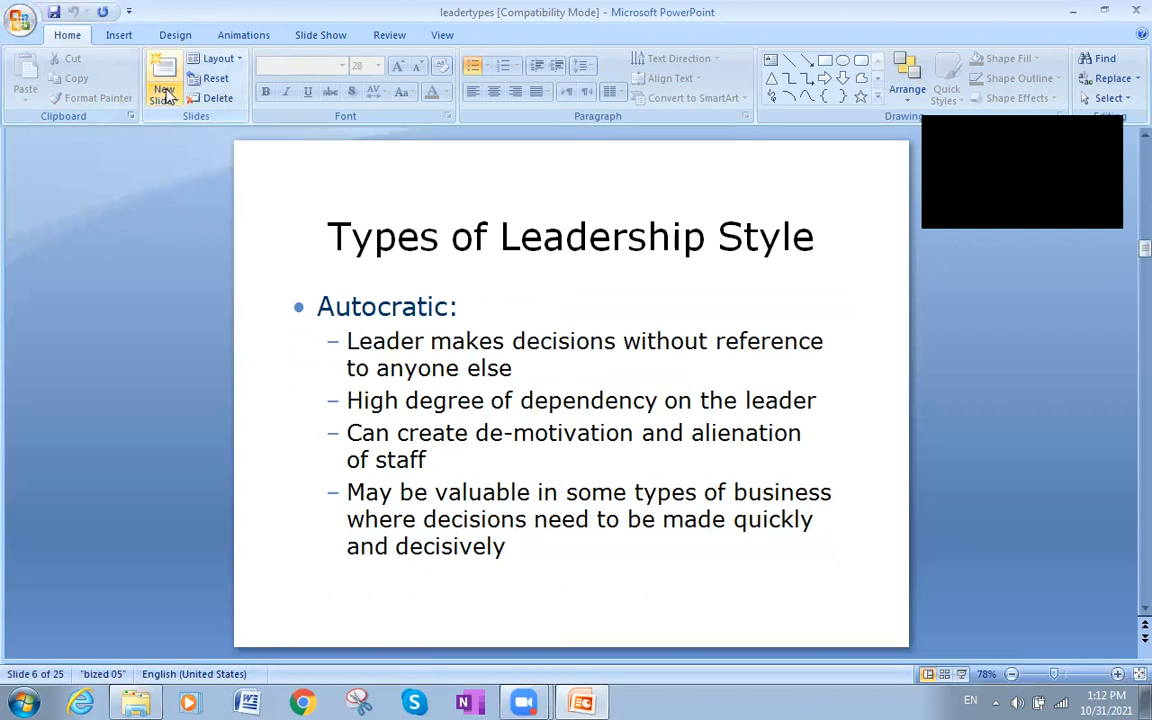 leadertypes [Compatibility Mode] - Microsoft PowerPoint
Home Insert Design Animations Slide Show Review View
Paste
Cut
Copy
Format Painter
Clipboard
New
Slide
Layout
Reset
Delete
Slides
28
Font
Paragraph
Text Direction
Align Text
Convert to SmartArt
Arrange
Quick
Styles
Shape Fill
Shape Outline
Shape Effects
Drawing
Find
Replace
Select
Editing
Types of Leadership Style
• Autocratic:
– Leader makes decisions without reference
to anyone else
– High degree of dependency on the leader
– Can create de-motivation and alienation
of staff
– May be valuable in some types of business
where decisions need to be made quickly
and decisively
Slide 6 of 25 "bized 05" English (United States) 78%
EN 1:12 PM
10/31/2021